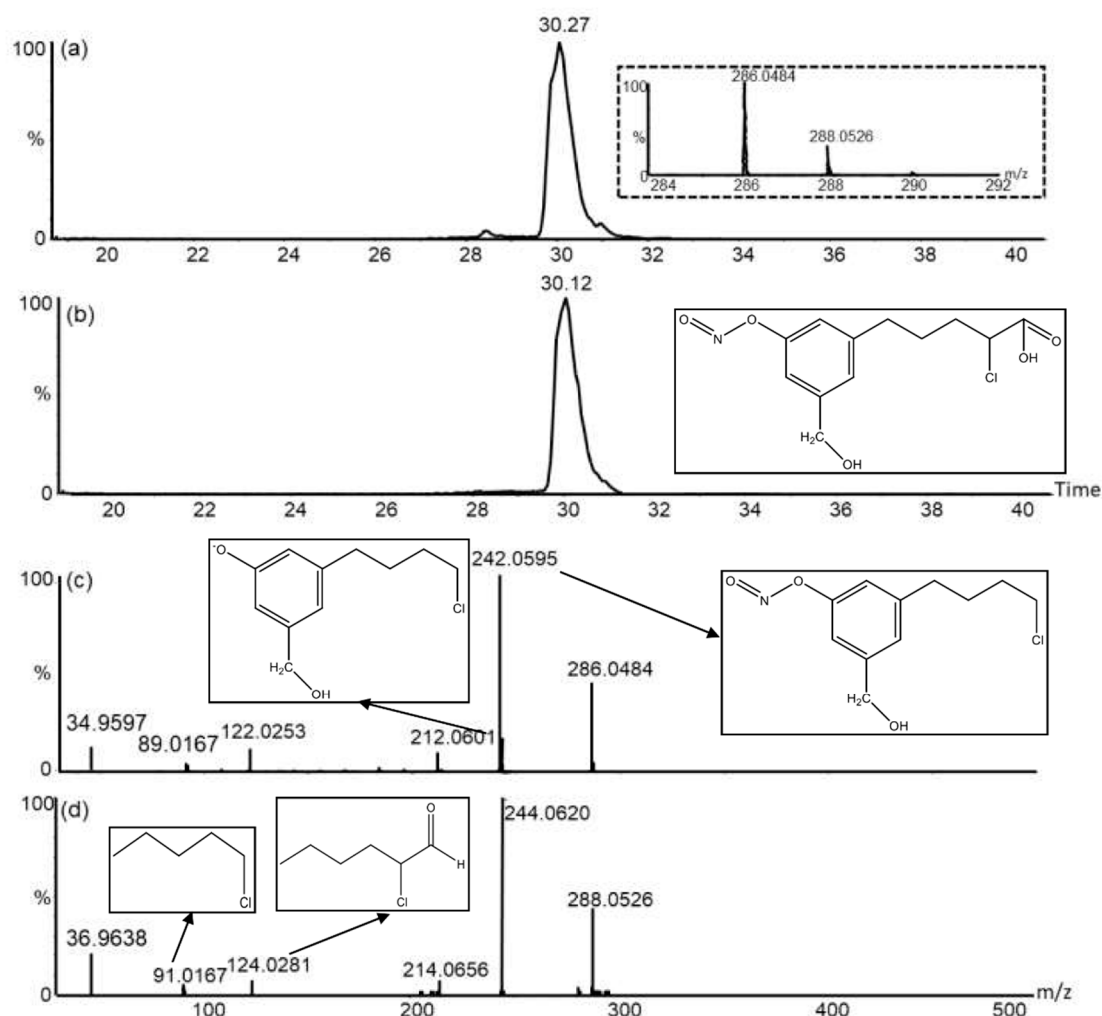 30.27
(a)
100
%
0
20 22 24 26 28 30 32 34 36 38 40
286.0484
100
%
288.0526
0
m/z
284 286 288 290 292
30.12
(b)
100
%
0
Time
20 22 24 26 28 30 32 34 36 38 40
O N O
O
OH
Cl
H2C
OH
(c)
100
%
0
-O
Cl
H2C
OH
242.0595
O N O
Cl
H2C
OH
286.0484
34.9597
89.0167
122.0253
212.0601
(d)
100
%
0
Cl
O
H
Cl
244.0620
288.0526
36.9638
91.0167
124.0281
214.0656
m/z
100 200 300 400 500